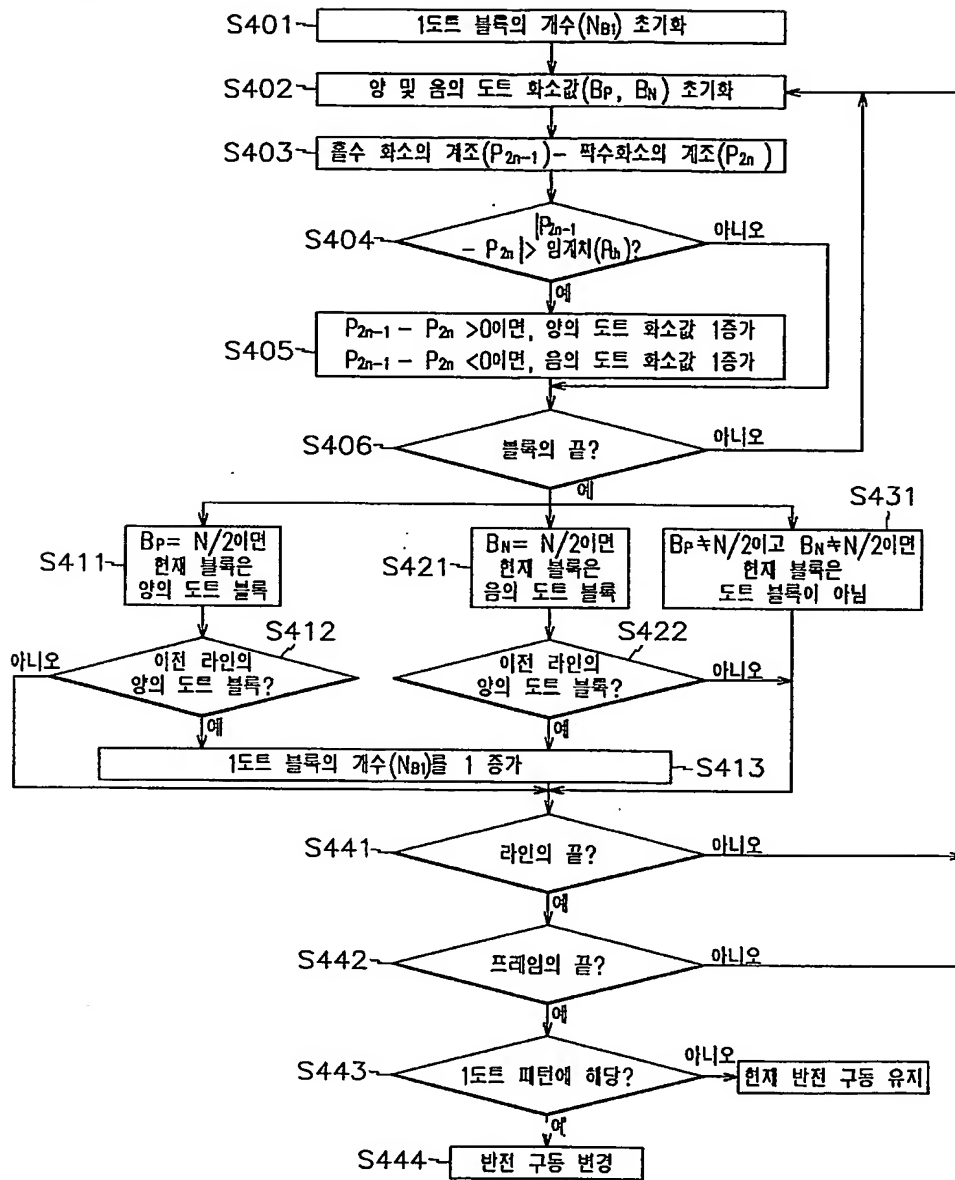 S401
1도트 블록의 개수(NB1) 초기화
S402
양 및 음의 도트 화소값(BP, BN) 초기화
S403
홀수 화소의 계조(P2n-1) - 짝수화소의 계조(P2n)
S404
|P2n-1
- P2n| > 임계치(Pth)?
아니오
예
S405
P2n-1 - P2n >0이면, 양의 도트 화소값 1증가
P2n-1 - P2n <0이면, 음의 도트 화소값 1증가
S406
블록의 끝?
아니오
예
S411
BP = N/2이면
현재 블록은
양의 도트 블록
S421
BN = N/2이면
현재 블록은
음의 도트 블록
S431
BP≠N/2이고 BN≠N/2이면
현재 블록은
도트 블록이 아님
S412
아니오
이전 라인의
양의 도트 블록?
예
S422
이전 라인의
양의 도트 블록?
아니오
예
1도트 블록의 개수(NB1)를 1 증가
S413
S441
라인의 끝?
아니오
예
S442
프레임의 끝?
아니오
예
S443
1도트 패턴에 해당?
아니오
현재 반전 구동 유지
예
S444
반전 구동 변경